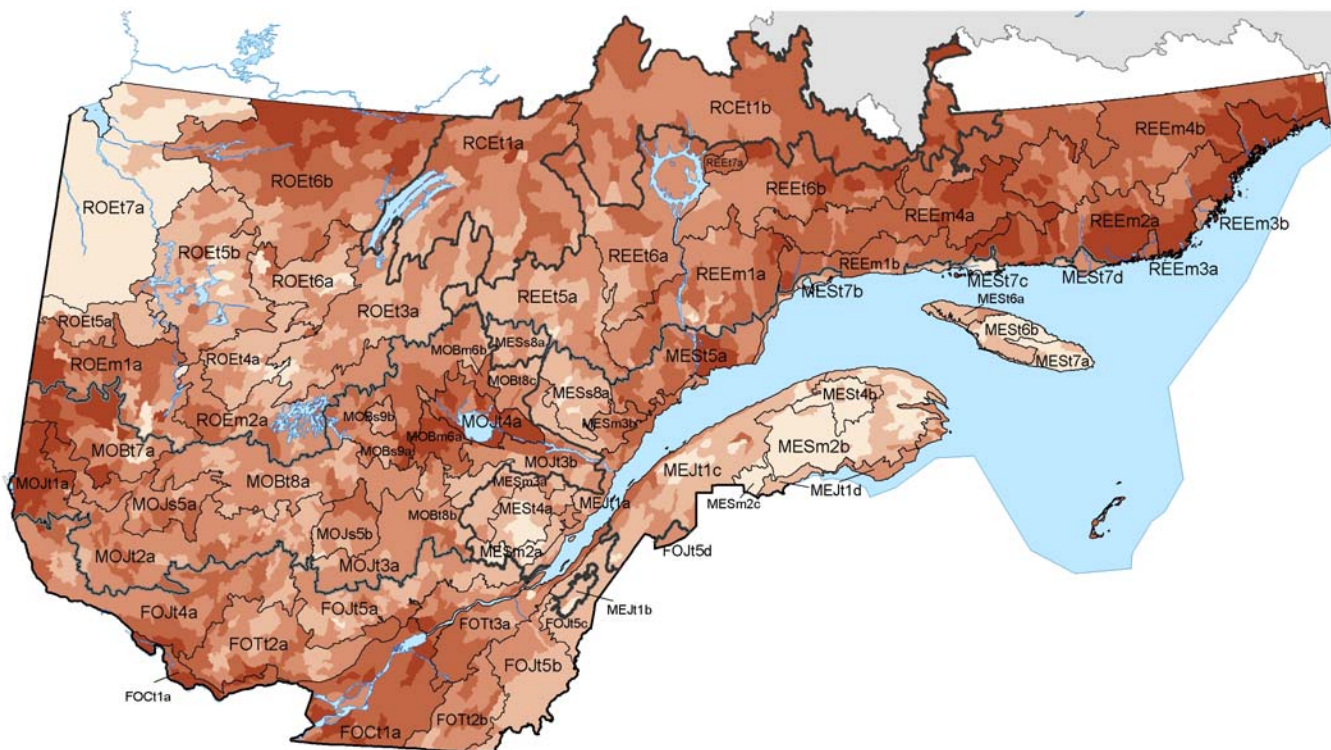 RCEt1b
REEm4b
RCEt1a
REEt7a
ROEt6b
REEt6b
ROEt7a
REEm4a
REEm2a
REEm3b
ROEt5b
REEt6a
REEm1a
REEm1b
REEm3a
ROEt6a
MESt7c
MESt7d
MESt7b
REEt5a
MESt6a
ROEt3a
ROEt5a
MESt6b
MOBm6b
MESs8a
MESt5a
MESt7a
ROEt4a
ROEm1a
MOBt8c
MESs8a
MESt4b
MOBs9b
ROEm2a
MOJt4a
MESm3b
MOBm6a
MESm2b
MOBt7a
MOBs9a
MOJt3b
MEJt1c
MOBt8a
MESm3a
MOJt1a
MEJt1d
MOJs5a
MESt4a
MEJt1a
MESm2c
MOBt8b
MOJs5b
MESm2a
MOJt2a
FOJt5d
MOJt3a
FOJt4a
FOJt5a
MEJt1b
FOTt3a
FOJt5c
FOTt2a
FOJt5b
FOCt1a
FOTt2b
FOCt1a